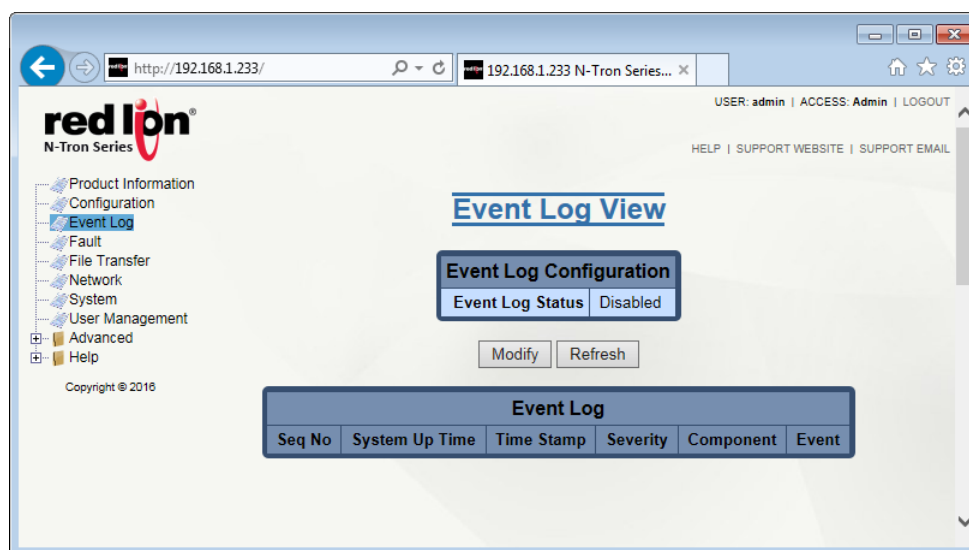 http://192.168.1.233/
192.168.1.233 N-Tron Series...
USER: admin | ACCESS: Admin | LOGOUT
red lion®
N-Tron Series
HELP | SUPPORT WEBSITE | SUPPORT EMAIL
Product Information
Configuration
Event Log
Fault
File Transfer
Network
System
User Management
Advanced
Help
Copyright © 2016
Event Log View
Event Log Configuration
Event Log Status Disabled
Modify Refresh
Event Log
Seq No System Up Time Time Stamp Severity Component Event